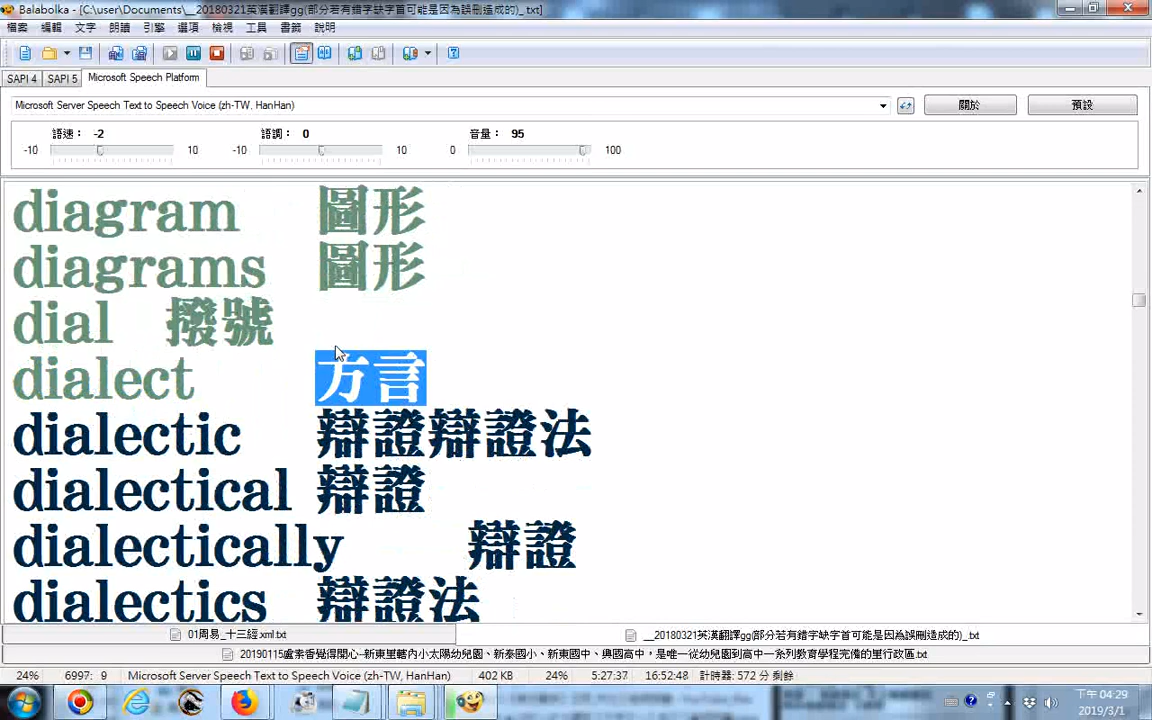 Balabolka - [C:\user\Documents\__20180321英漢翻譯gg(部分若有錯字缺字首可能是因為誤刪造成的)_.txt]
檔案 編輯 文字 朗讀 引擎 選項 檢視 工具 書籤 說明
SAPI 4 SAPI 5 Microsoft Speech Platform
Microsoft Server Speech Text to Speech Voice (zh-TW, HanHan) 關於 預設
語速： -2 語調： 0 音量： 95
-10 10 -10 10 0 100
diagram 圖形
diagrams 圖形
dial 撥號
dialect 方言
dialectic 辯證辯證法
dialectical 辯證
dialectically 辯證
dialectics 辯證法
01周易_十三經.xml.txt __20180321英漢翻譯gg(部分若有錯字缺字首可能是因為誤刪造成的)_.txt
20190115盧素香覺得開心~新東里轄內小太陽幼兒園、新泰國小、新東國中、興國高中，是唯一從幼兒園到高中一系列教育學程完備的里行政區.txt
24% 6997: 9 Microsoft Server Speech Text to Speech Voice (zh-TW, HanHan) 402 KB 24% 5:27:37 16:52:48 計時器: 572 分 剩餘
下午 04:29
2019/3/1